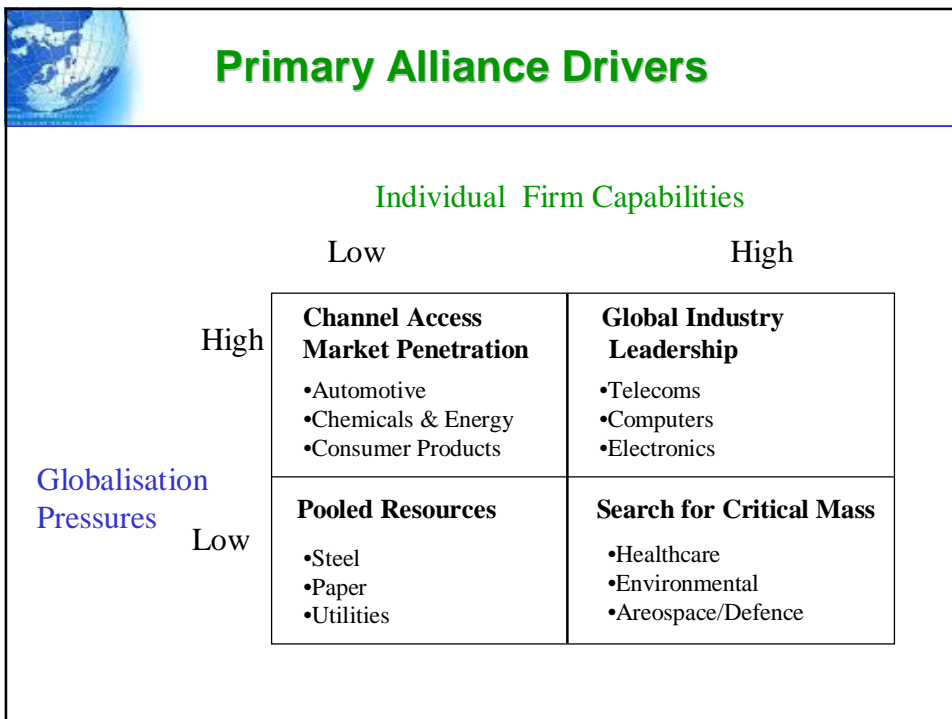 Primary Alliance Drivers
Individual Firm Capabilities
Low High
High
Channel Access
Market Penetration
•Automotive
•Chemicals & Energy
•Consumer Products
Global Industry
Leadership
•Telecoms
•Computers
•Electronics
Globalisation
Pressures
Low
Pooled Resources
•Steel
•Paper
•Utilities
Search for Critical Mass
•Healthcare
•Environmental
•Areospace/Defence